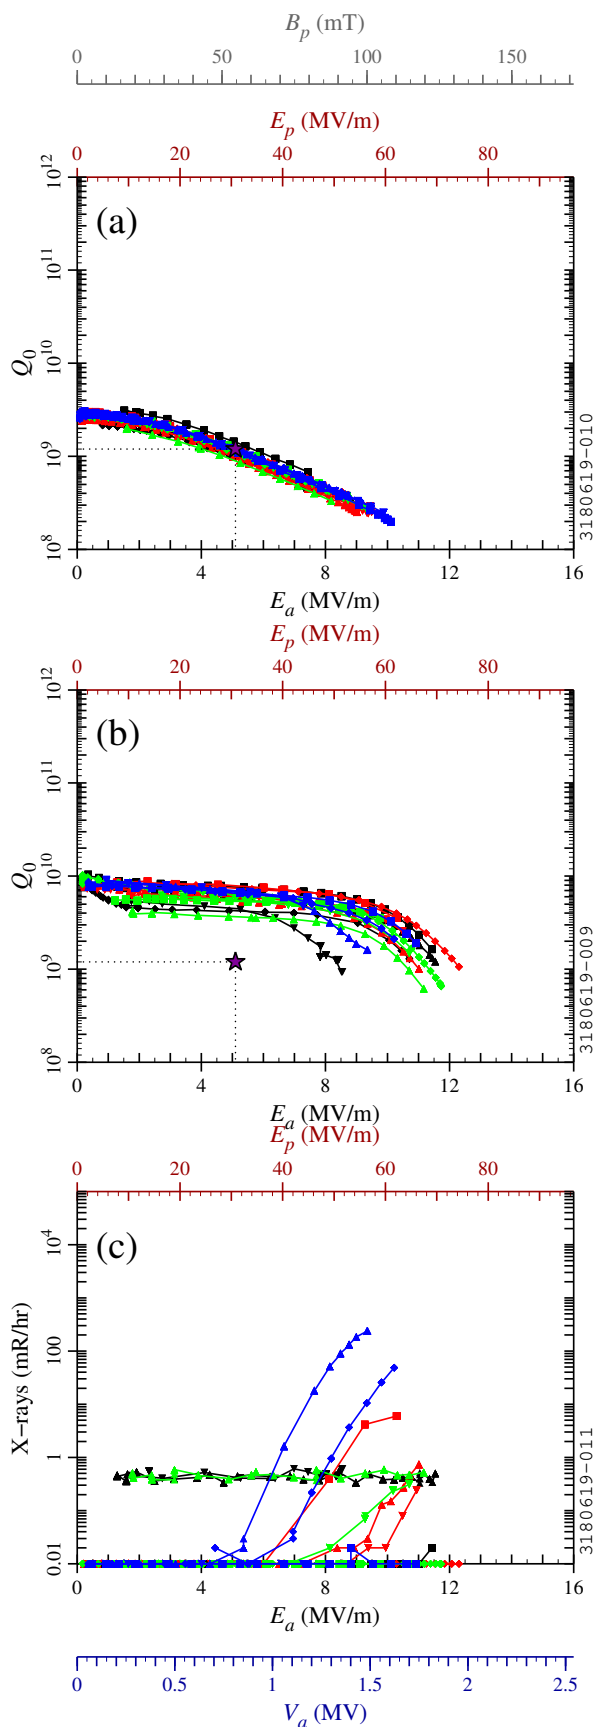 B_p (mT)
0 50 100 150
E_p (MV/m)
0 20 40 60 80
(a)
10^12
10^11
10^10
10^9
10^8
Q_0
0 4 8 12 16
E_a (MV/m)
3180619-010
E_p (MV/m)
0 20 40 60 80
(b)
10^12
10^11
10^10
10^9
10^8
Q_0
0 4 8 12 16
E_a (MV/m)
3180619-009
E_p (MV/m)
0 20 40 60 80
(c)
10^4
100
1
0.01
X-rays (mR/hr)
0 4 8 12 16
E_a (MV/m)
3180619-011
0 0.5 1 1.5 2 2.5
V_a (MV)